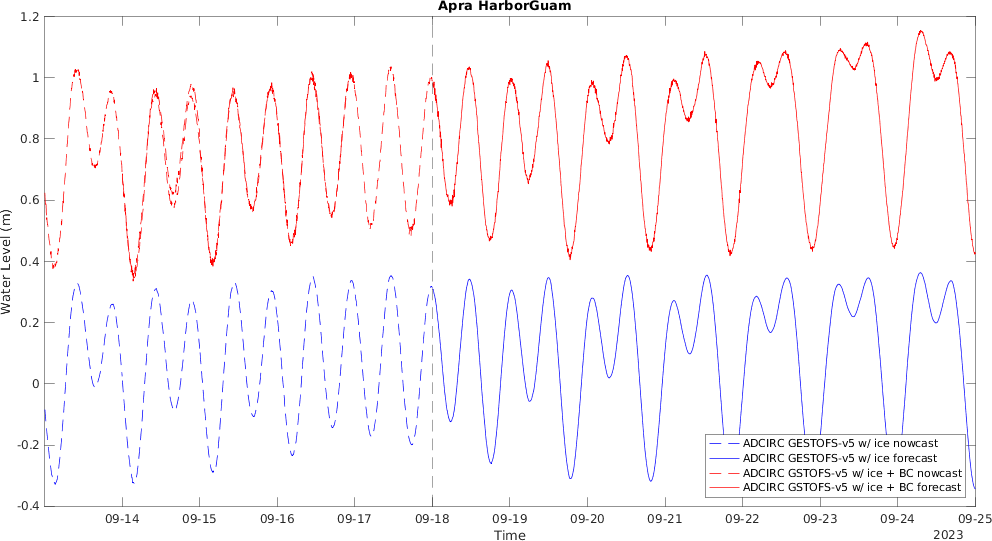 Apra HarborGuam
1.2
1
0.8
0.6
0.4
0.2
0
-0.2
-0.4
Water Level (m)
ADCIRC GESTOFS-v5 w/ ice nowcast
ADCIRC GESTOFS-v5 w/ ice forecast
ADCIRC GSTOFS-v5 w/ ice + BC nowcast
ADCIRC GSTOFS-v5 w/ ice + BC forecast
09-14 09-15 09-16 09-17 09-18 09-19 09-20 09-21 09-22 09-23 09-24 09-25
Time
2023